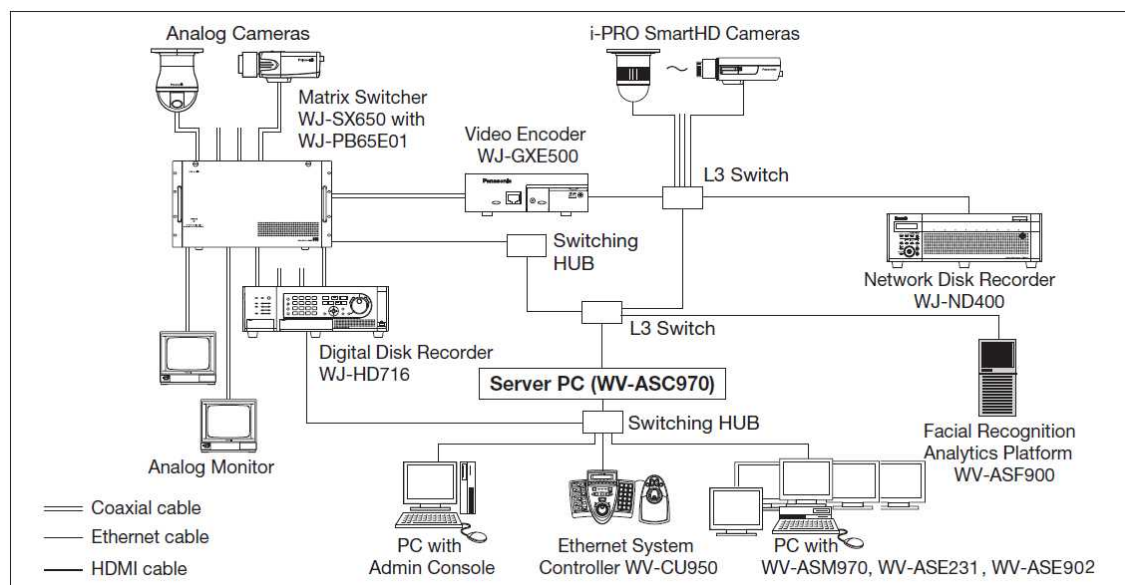 Analog Cameras
i-PRO SmartHD Cameras
Matrix Switcher
WJ-SX650 with
WJ-PB65E01
Video Encoder
WJ-GXE500
Panasonic
L3 Switch
Switching
HUB
Network Disk Recorder
WJ-ND400
L3 Switch
Digital Disk Recorder
WJ-HD716
Server PC (WV-ASC970)
Switching HUB
Facial Recognition
Analytics Platform
WV-ASF900
Analog Monitor
Coaxial cable
Ethernet cable
HDMI cable
PC with
Admin Console
Ethernet System
Controller WV-CU950
PC with
WV-ASM970, WV-ASE231 , WV-ASE902